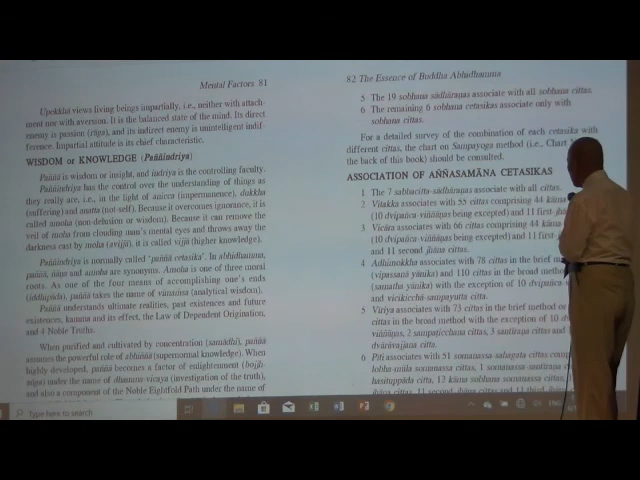 Mental Factors 81
Upekkhā views living beings impartially, i.e., neither with attach-
ment nor with aversion. It is the balanced state of the mind. Its direct
enemy is passion (rāga), and its indirect enemy is unintelligent indif-
ference. Impartial attitude is its chief characteristic.
WISDOM or KNOWLEDGE (Paññindriya)
Paññā is wisdom or insight, and indriya is the controlling faculty.
Paññindriya has the control over the understanding of things as
they really are, i.e., in the light of anicca (impermanence), dukkha
(suffering) and anatta (not-self). Because it overcomes ignorance, it is
called amoha (non-delusion or wisdom). Because it can remove the
veil of moha from clouding man's mental eyes and throws away the
darkness cast by moha (avijjā), it is called vijjā (higher knowledge).
Paññindriya is normally called 'paññā cetasika'. In abhidhamma,
paññā, ñāṇa and amoha are synonyms. Amoha is one of three moral
roots. As one of the four means of accomplishing one's ends
(iddhipāda), paññā takes the name of vimaṁsa (analytical wisdom).
Paññā understands ultimate realities, past existences and future
existences, kamma and its effect, the Law of Dependent Origination,
and 4 Noble Truths.
When purified and cultivated by concentration (samādhi), paññā
assumes the powerful role of abhiññā (supernormal knowledge). When
highly developed, paññā becomes a factor of enlightenment (bojjh-
under the name of dhamma vicaya (investigation of the truth),
and also a component of the Noble Eightfold Path under the name of
82 The Essence of Buddha Abhidhamma
5 The 19 sobhana sādhāraṇas associate with all sobhana cittas.
6 The remaining 6 sobhana cetasikas associate only with
sobhana cittas.
For a detailed survey of the combination of each cetasika with
different cittas, the chart on Sampayoga method (i.e., Chart
the back of this book) should be consulted.
ASSOCIATION OF AÑÑASAMĀNA CETASIKAS
1 The 7 sabbacitta-sādhāraṇas associate with all cittas.
2 Vitakka associates with 55 cittas comprising 44 kāma
(10 dvipañca-viññāṇas being excepted) and 11 first
3 Vicāra associates with 66 cittas comprising 44 kāma
(10 dvipañca-viññāṇas being excepted) and 11 first
and 11 second jhāna cittas.
4 Adhimokkha associates with 78 cittas in the brief
(vipassanā yānika) and 110 cittas in the broad
(samatha yānika) with the exception of 10 dvipañca
and vicikicchā sampayutta citta.
5 Vīriya associates with 73 cittas in the brief method or
cittas in the broad method with the exception of 10
viññāṇas, 2 sampaṭicchana cittas, 3 santīraṇa cittas and
dvārāvajjana citta.
6 Pīti associates with 51 somanassa sahagata cittas
lobha-mūla somanassa cittas, 1 somanassa
hasituppāda citta, 12 kāma sobhana somanassa cittas,
jhāna cittas, 11 second jhāna cittas and 11 third
Type here to search
ENG